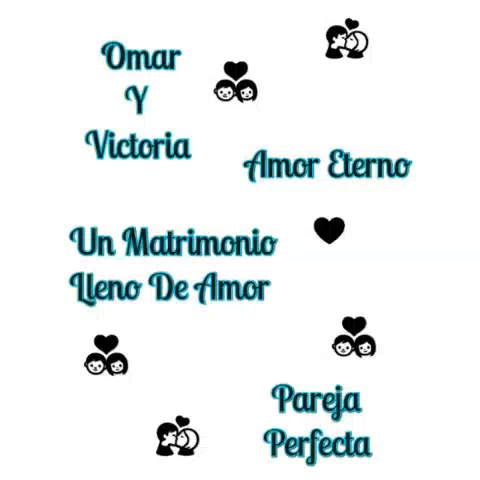 Omar
Y
Victoria
Amor Eterno
Un Matrimonio
Lleno De Amor
Pareja
Perfecta